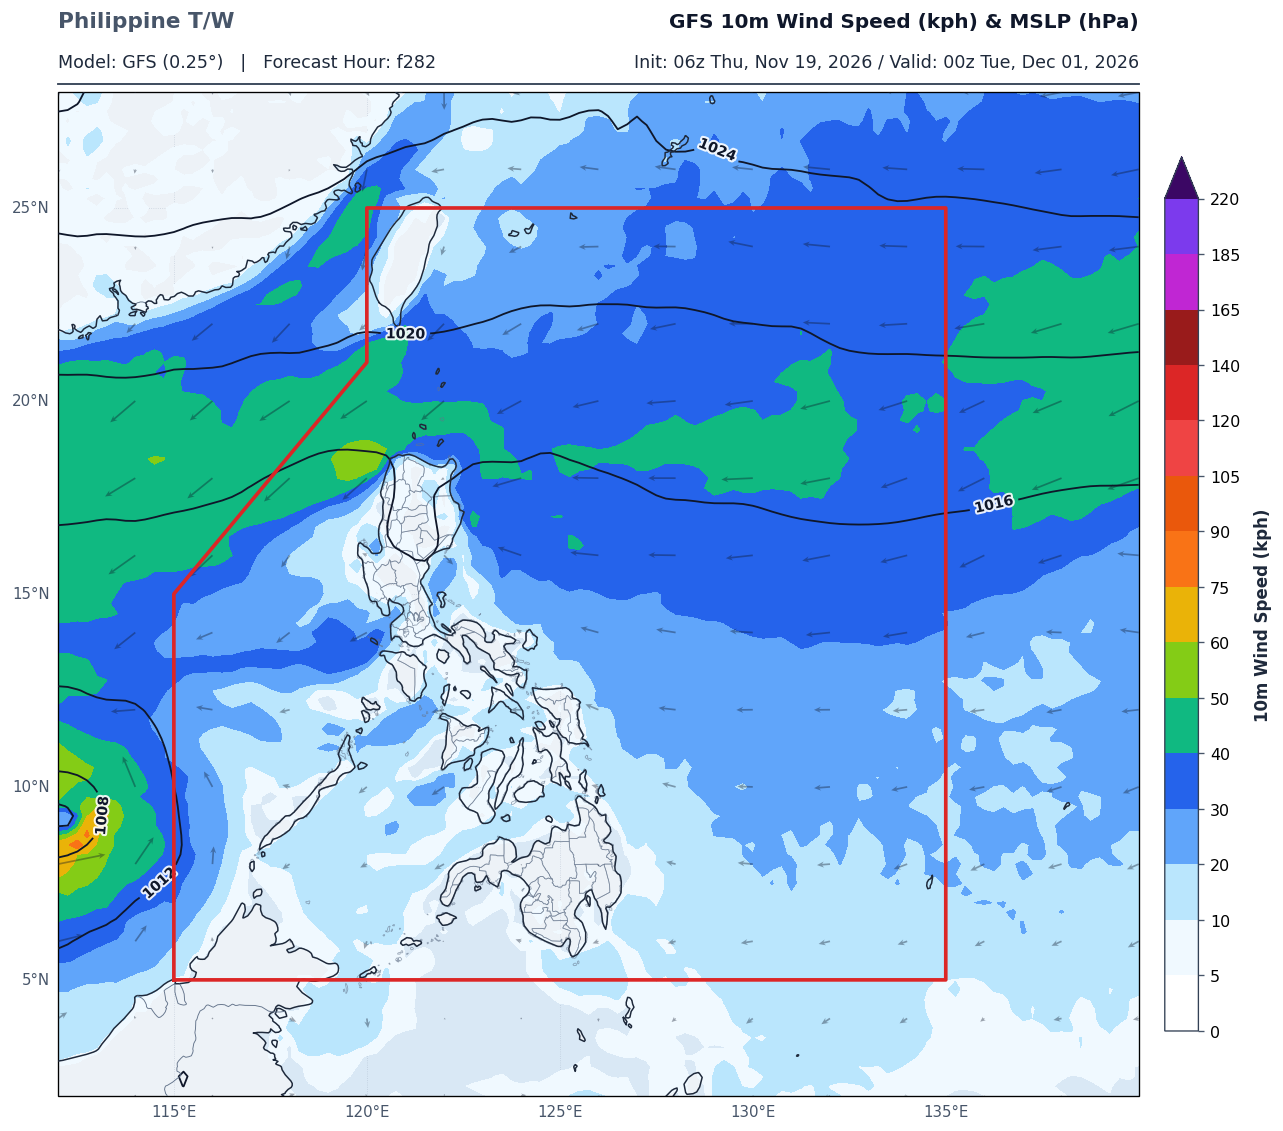 Philippine T/W
GFS 10m Wind Speed (kph) & MSLP (hPa)
Model: GFS (0.25°) | Forecast Hour: f282
Init: 06z Thu, Nov 19, 2026 / Valid: 00z Tue, Dec 01, 2026
1024
25°N
1020
20°N
1016
15°N
10°N
1008
1012
5°N
115°E
120°E
125°E
130°E
135°E
220
185
165
140
120
105
90
75
60
50
40
30
20
10
5
0
10m Wind Speed (kph)